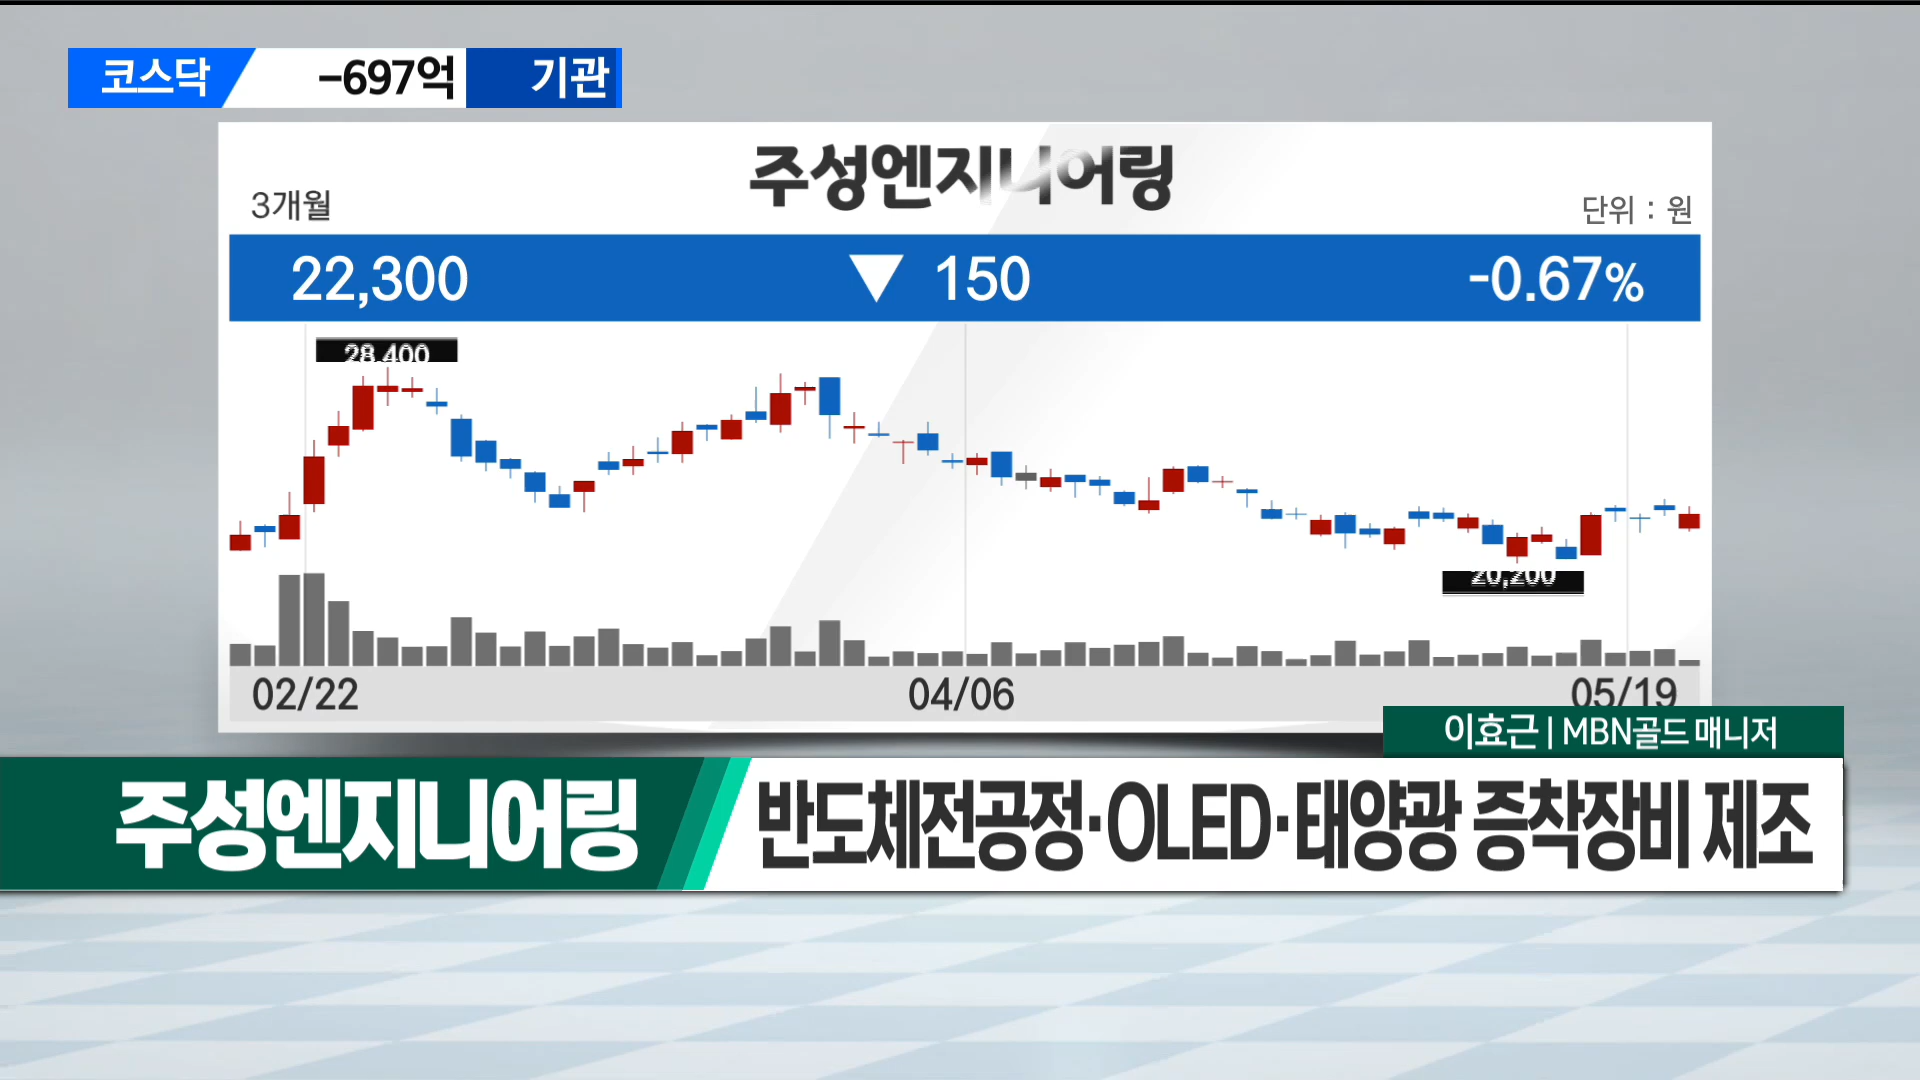 코스닥 -697억 기관
주성엔지니어링
3개월
단위 : 원
22,300 ▼ 150 -0.67%
28,400
20,200
02/22 04/06 05/19
이효근 | MBN골드 매니저
주성엔지니어링
반도체전공정·OLED·태양광 증착장비 제조